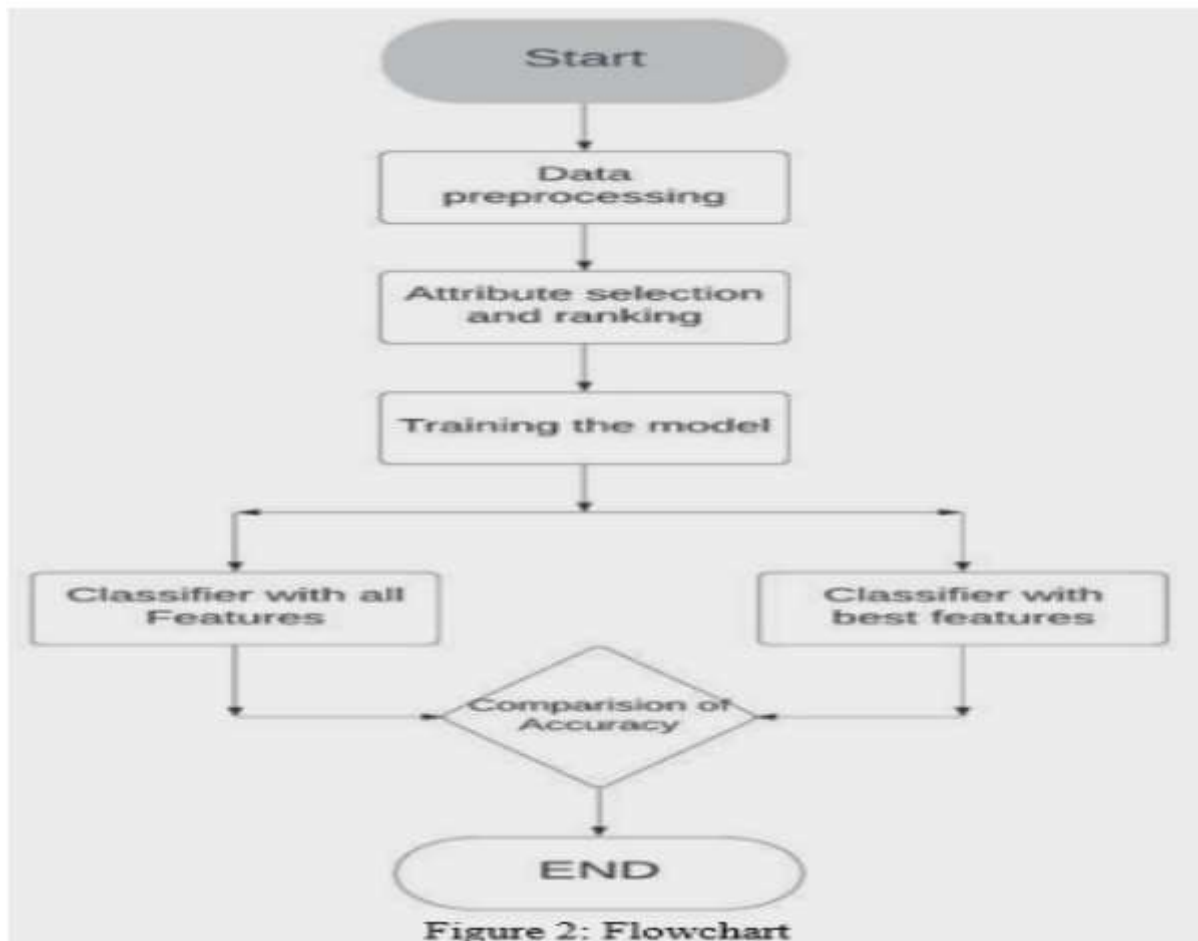 Start
Data
preprocessing
Attribute selection
and ranking
Training the model
Classifier with all
Features
Classifier with
best features
Comparision of
Accuracy
END
Figure 2: Flowchart